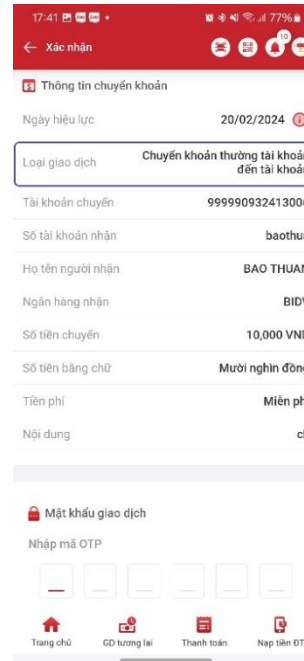 17:41 77%
Xác nhận
10
Thông tin chuyển khoản
Ngày hiệu lực 20/02/2024
Loại giao dịch Chuyển khoản thường tài khoản
đến tài khoản
Tài khoản chuyển 99999093241300
Số tài khoản nhận baothua
Họ tên người nhận BAO THUAN
Ngân hàng nhận BIDV
Số tiền chuyển 10,000 VND
Số tiền bằng chữ Mười nghìn đồng
Tiền phí Miễn ph
Nội dung c
Mật khẩu giao dịch
Nhập mã OTP
Trang chủ GD tương lai Thanh toán Nạp tiền ĐT